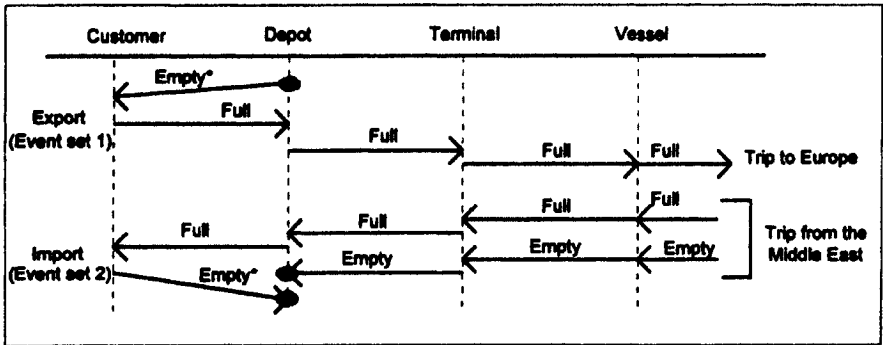 Customer Depot Terminal Vessel
Empty*
Full
Export
(Event set 1)
Full
Full Full
Trip to Europe
Full
Full
Full
Full
Trip from the
Middle East
Import
(Event set 2)
Empty*
Empty
Empty
Empty